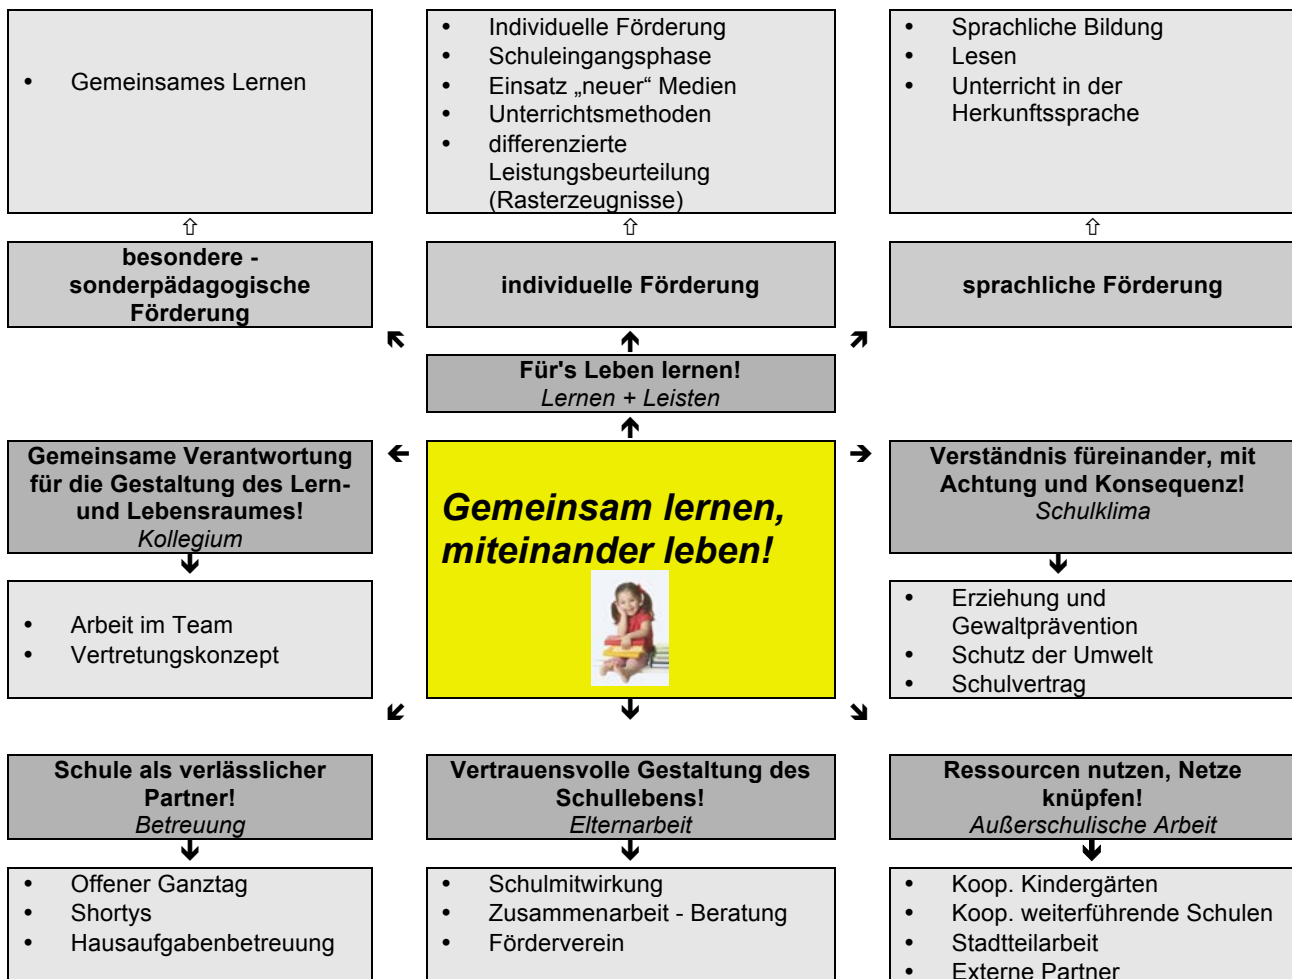 • Gemeinsames Lernen
• Individuelle Förderung
• Schuleingangsphase
• Einsatz „neuer“ Medien
• Unterrichtsmethoden
• differenzierte
Leistungsbeurteilung
(Rasterzeugnisse)
• Sprachliche Bildung
• Lesen
• Unterricht in der
Herkunftssprache
besondere -
sonderpädagogische
Förderung
individuelle Förderung
sprachliche Förderung
Für's Leben lernen!
Lernen + Leisten
Gemeinsame Verantwortung
für die Gestaltung des Lern-
und Lebensraumes!
Kollegium
Gemeinsam lernen,
miteinander leben!
Verständnis füreinander, mit
Achtung und Konsequenz!
Schulklima
• Arbeit im Team
• Vertretungskonzept
• Erziehung und
Gewaltprävention
• Schutz der Umwelt
• Schulvertrag
Schule als verlässlicher
Partner!
Betreuung
Vertrauensvolle Gestaltung des
Schullebens!
Elternarbeit
Ressourcen nutzen, Netze
knüpfen!
Außerschulische Arbeit
• Offener Ganztag
• Shortys
• Hausaufgabenbetreuung
• Schulmitwirkung
• Zusammenarbeit - Beratung
• Förderverein
• Koop. Kindergärten
• Koop. weiterführende Schulen
• Stadtteilarbeit
• Externe Partner